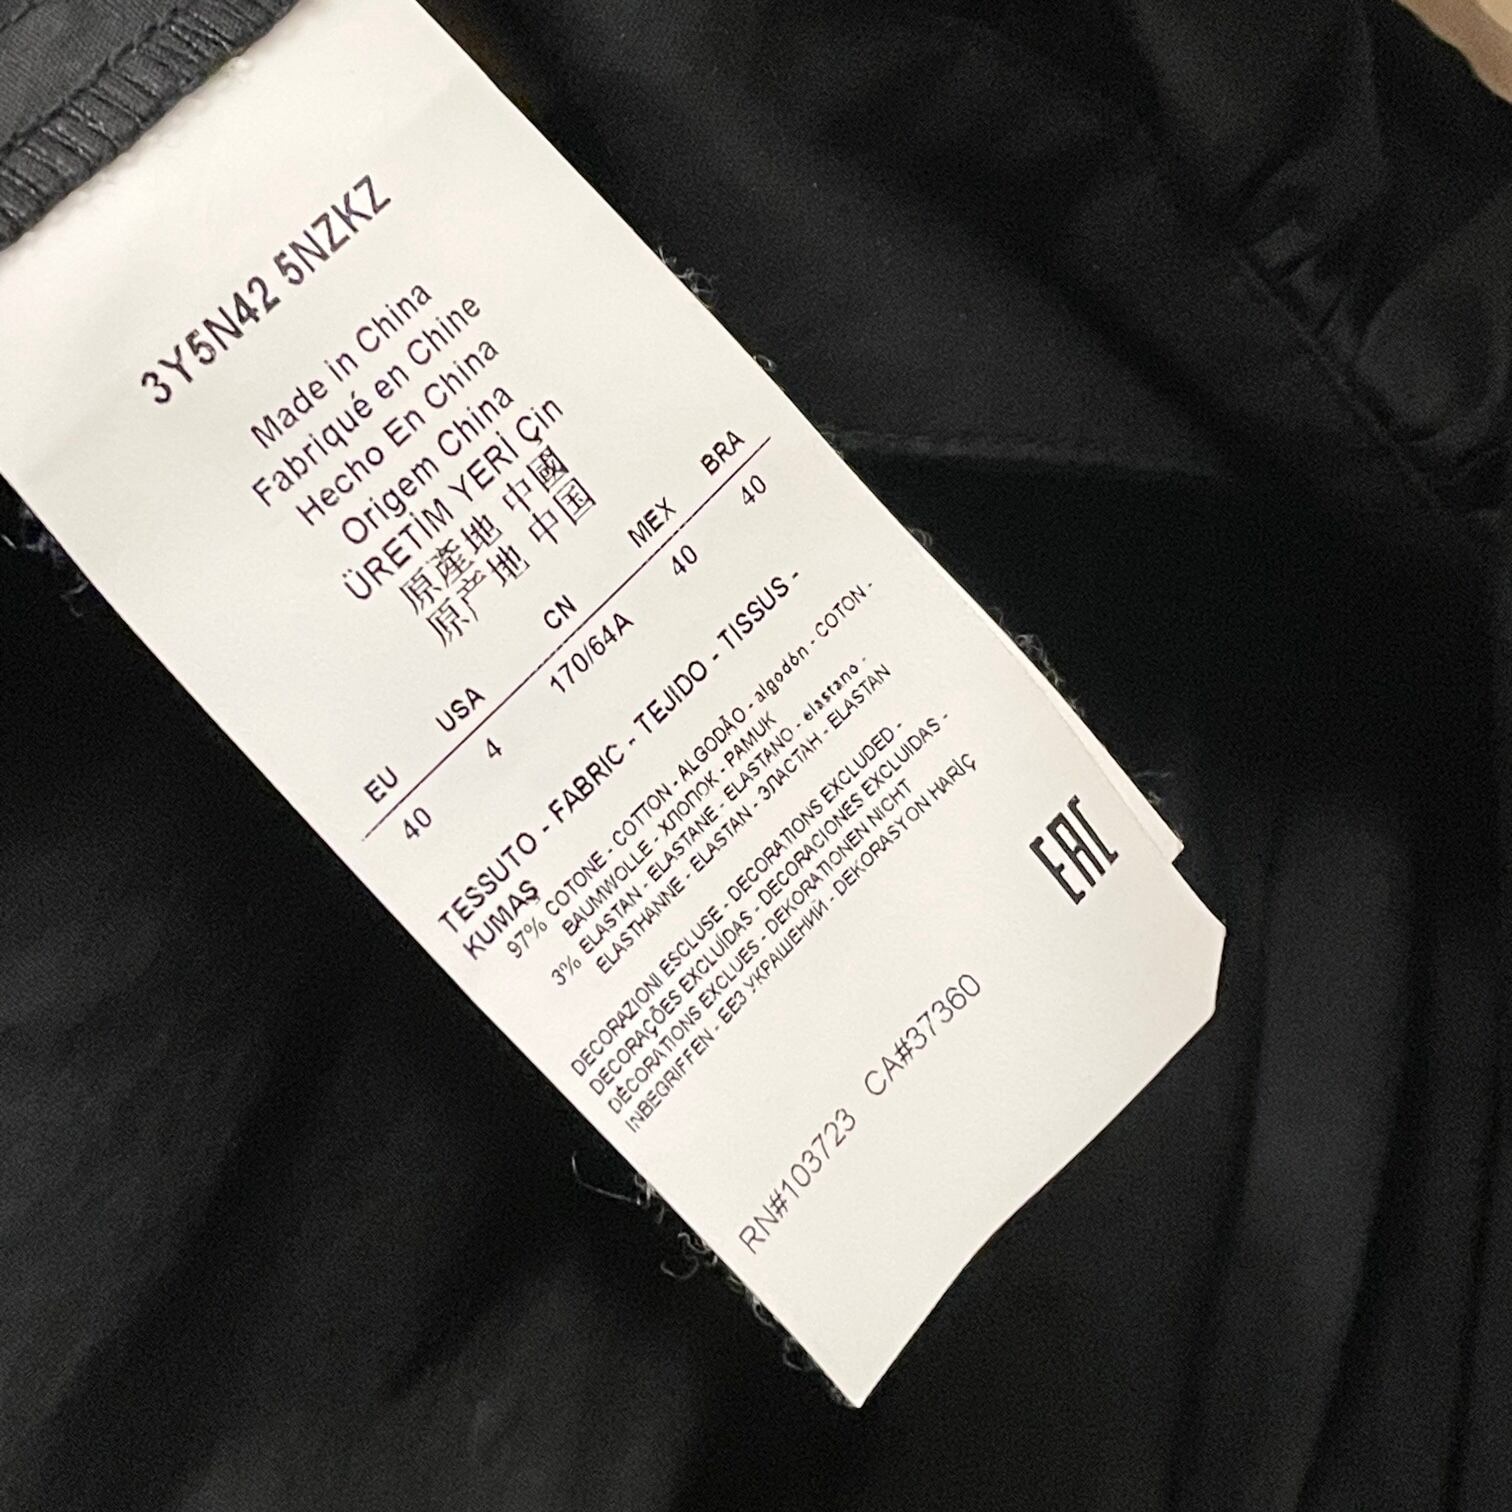 3Y5N42 5NZKZ
Made in China
Fabriqué en Chine
Hecho En China
Origem China
ÜRETİM YERİ Çin
原產地 中國
原产地 中国
EU USA CN MEX BRA
40 4 170/64A 40 40
TESSUTO - FABRIC - TEJIDO - TISSUS -
KUMAŞ
97% COTONE - COTTON - ALGODÃO - algodón - COTON -
BAUMWOLLE - ХЛОПОК - PAMUK
3% ELASTAN - ELASTANE - ELASTANO - elastano -
ELASTHANNE - ELASTAN - ЭЛАСТАН - ELASTAN
DECORAZIONI ESCLUSE - DECORATIONS EXCLUDED -
DECORAÇÕES EXCLUÍDAS - DECORACIONES EXCLUIDAS -
DÉCORATIONS EXCLUES - DEKORATIONEN NICHT
INBEGRIFFEN - БЕЗ УКРАШЕНИЙ - DEKORASYON HARİÇ
EAC
RN#103723 CA#37360